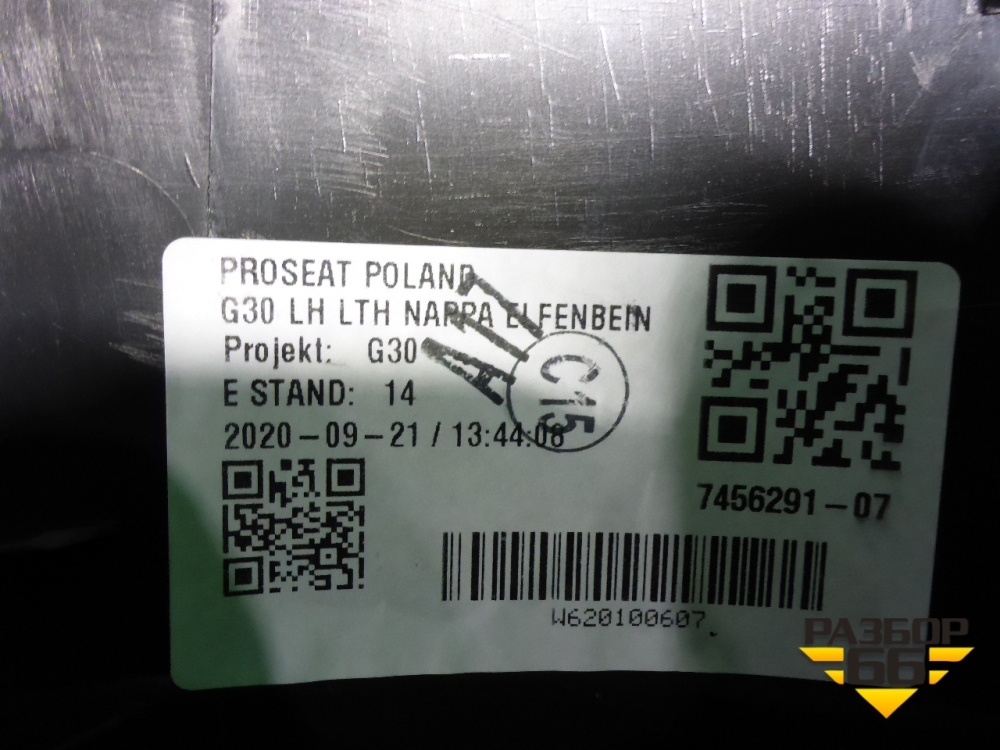 PROSEAT POLAND
G30 LH LTH NAPPA ELFENBEIN
Projekt: G30
E STAND: 14
2020-09-21 / 13:44:08
C15
7456291-07
W620100607
РАЗБОР
66